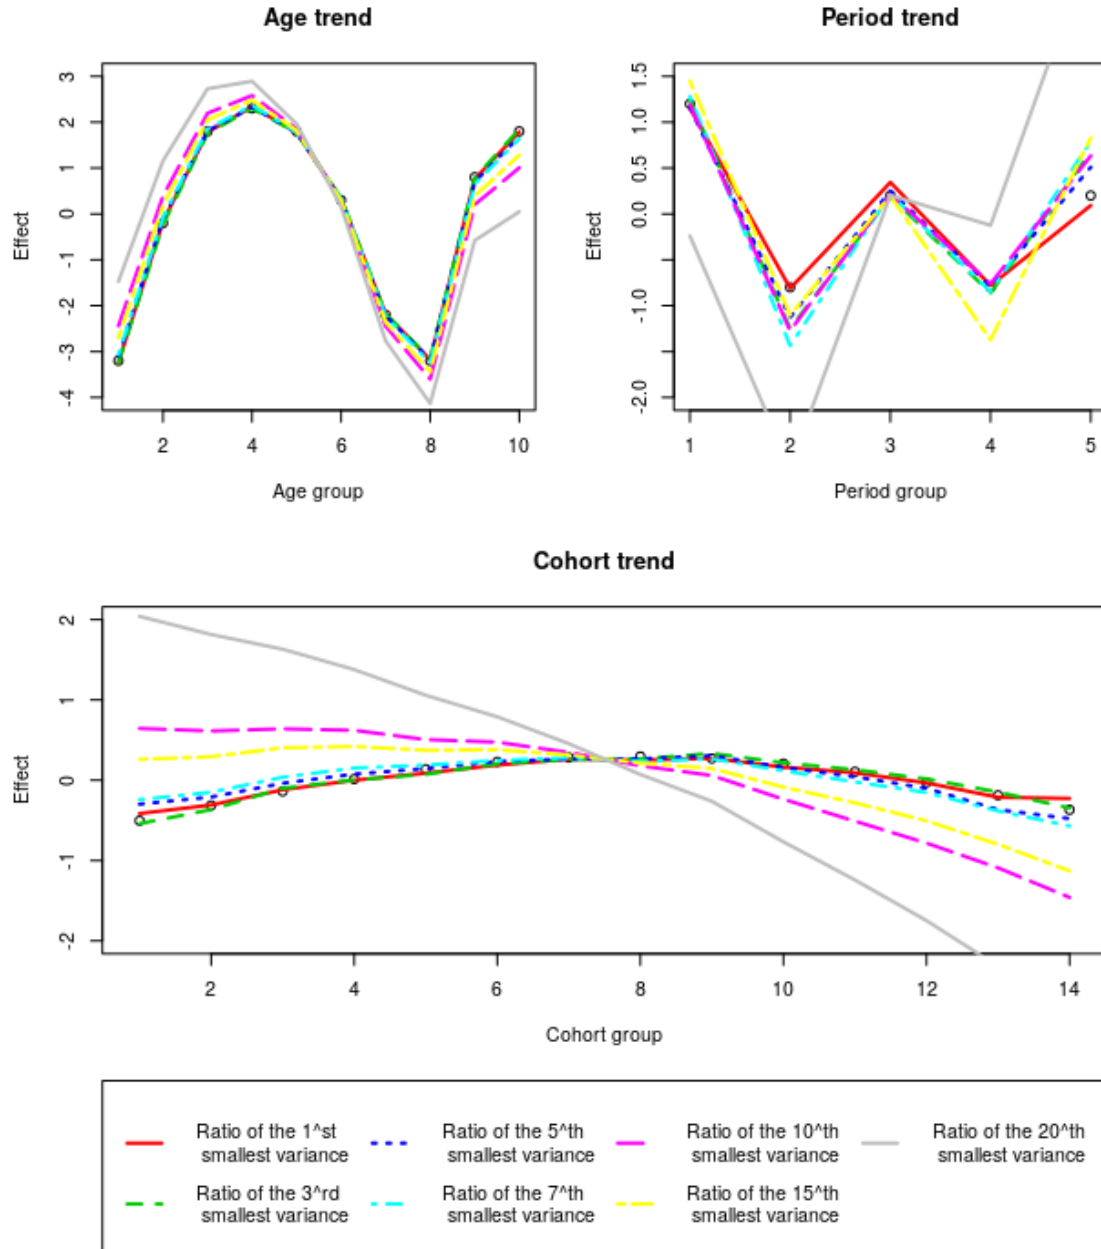 Age trend
Period trend
3
2
1
0
-1
-2
-3
-4
Effect
2
4
6
8
10
Age group
1.5
1.0
0.5
0.0
-1.0
-2.0
Effect
1
2
3
4
5
Period group
Cohort trend
2
1
0
-1
-2
Effect
2
4
6
8
10
12
14
Cohort group
Ratio of the 1^st
smallest variance
Ratio of the 5^th
smallest variance
Ratio of the 10^th
smallest variance
Ratio of the 20^th
smallest variance
Ratio of the 3^rd
smallest variance
Ratio of the 7^th
smallest variance
Ratio of the 15^th
smallest variance